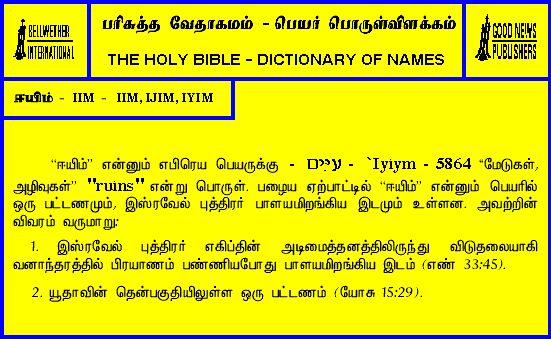 BELLWETHER
INTERNATIONAL
பரிசுத்த வேதாகமம் - பெயர் பொருள்விளக்கம்
THE HOLY BIBLE - DICTIONARY OF NAMES
GOOD NEWS
PUBLISHERS
ஈயிம் - IIM - IIM, IJIM, IYIM
“ஈயிம்” என்னும் எபிரெய பெயருக்கு - עיים - `Iyiym - 5864 “மேடுகள்,
அழிவுகள்” "ruins" என்று பொருள். பழைய ஏற்பாட்டில் “ஈயிம்” என்னும் பெயரில்
ஒரு பட்டணமும், இஸ்ரவேல் புத்திரர் பாளயமிறங்கிய இடமும் உள்ளன. அவற்றின்
விவரம் வருமாறு:
1. இஸ்ரவேல் புத்திரர் எகிப்தின் அடிமைத்தனத்திலிருந்து விடுதலையாகி
வனாந்தரத்தில் பிரயாணம் பண்ணியபோது பாளயமிறங்கிய இடம் (எண் 33:45).
2. யூதாவின் தென்பகுதியிலுள்ள ஒரு பட்டணம் (யோசு 15:29).